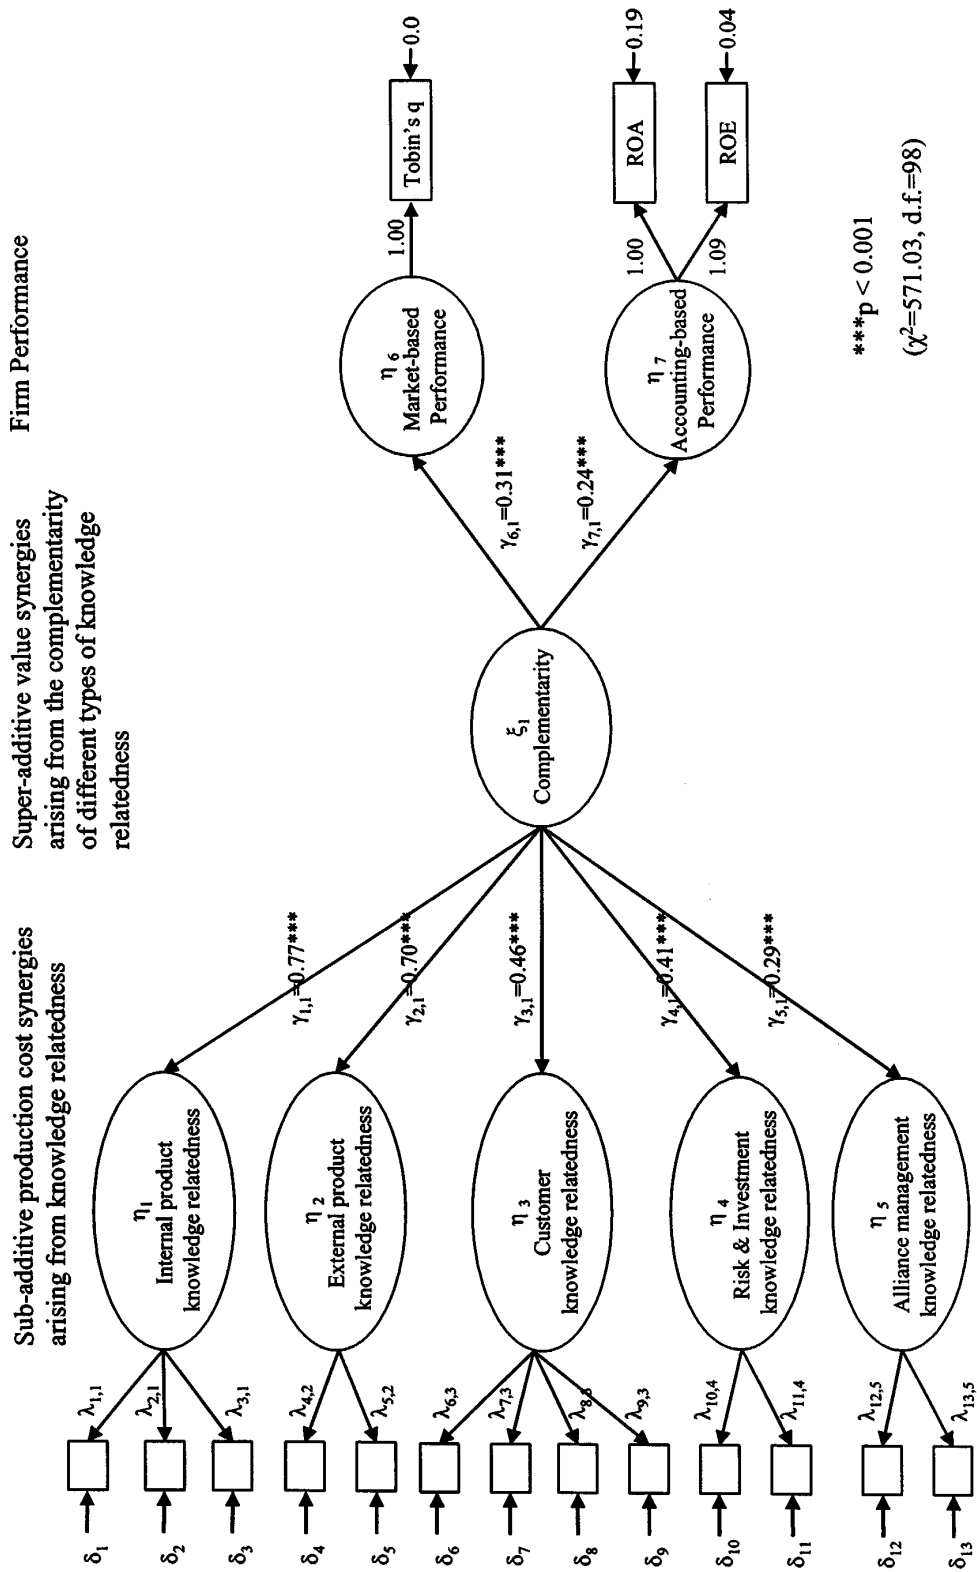 Sub-additive production cost synergies
arising from knowledge relatedness
Super-additive value synergies
arising from the complementarity
of different types of knowledge
relatedness
Firm Performance
δ1
δ2
δ3
δ4
δ5
δ6
δ7
δ8
δ9
δ10
δ11
δ12
δ13
λ1,1
λ2,1
λ3,1
λ4,2
λ5,2
λ6,3
λ7,3
λ8,3
λ9,3
λ10,4
λ11,4
λ12,5
λ13,5
η1
Internal product
knowledge relatedness
η2
External product
knowledge relatedness
η3
Customer
knowledge relatedness
η4
Risk & Investment
knowledge relatedness
η5
Alliance management
knowledge relatedness
γ1,1=0.77***
γ2,1=0.70***
γ3,1=0.46***
γ4,1=0.41***
γ5,1=0.29***
ξ1
Complementarity
γ6,1=0.31***
γ7,1=0.24***
η6
Market-based
Performance
η7
Accounting-based
Performance
1.00
Tobin's q
0.0
1.00
ROA
0.19
1.09
ROE
0.04
***p < 0.001
(χ²=571.03, d.f.=98)